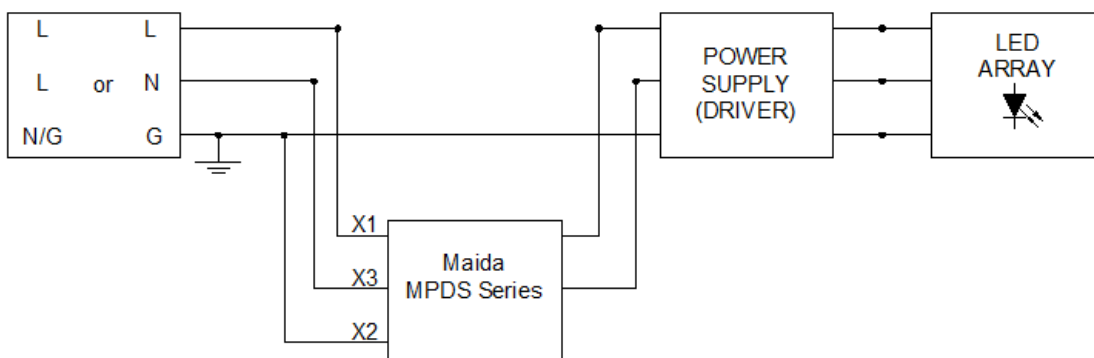 L L
L or N
N/G G
X1
X3
X2
Maida
MPDS Series
POWER
SUPPLY
(DRIVER)
LED
ARRAY